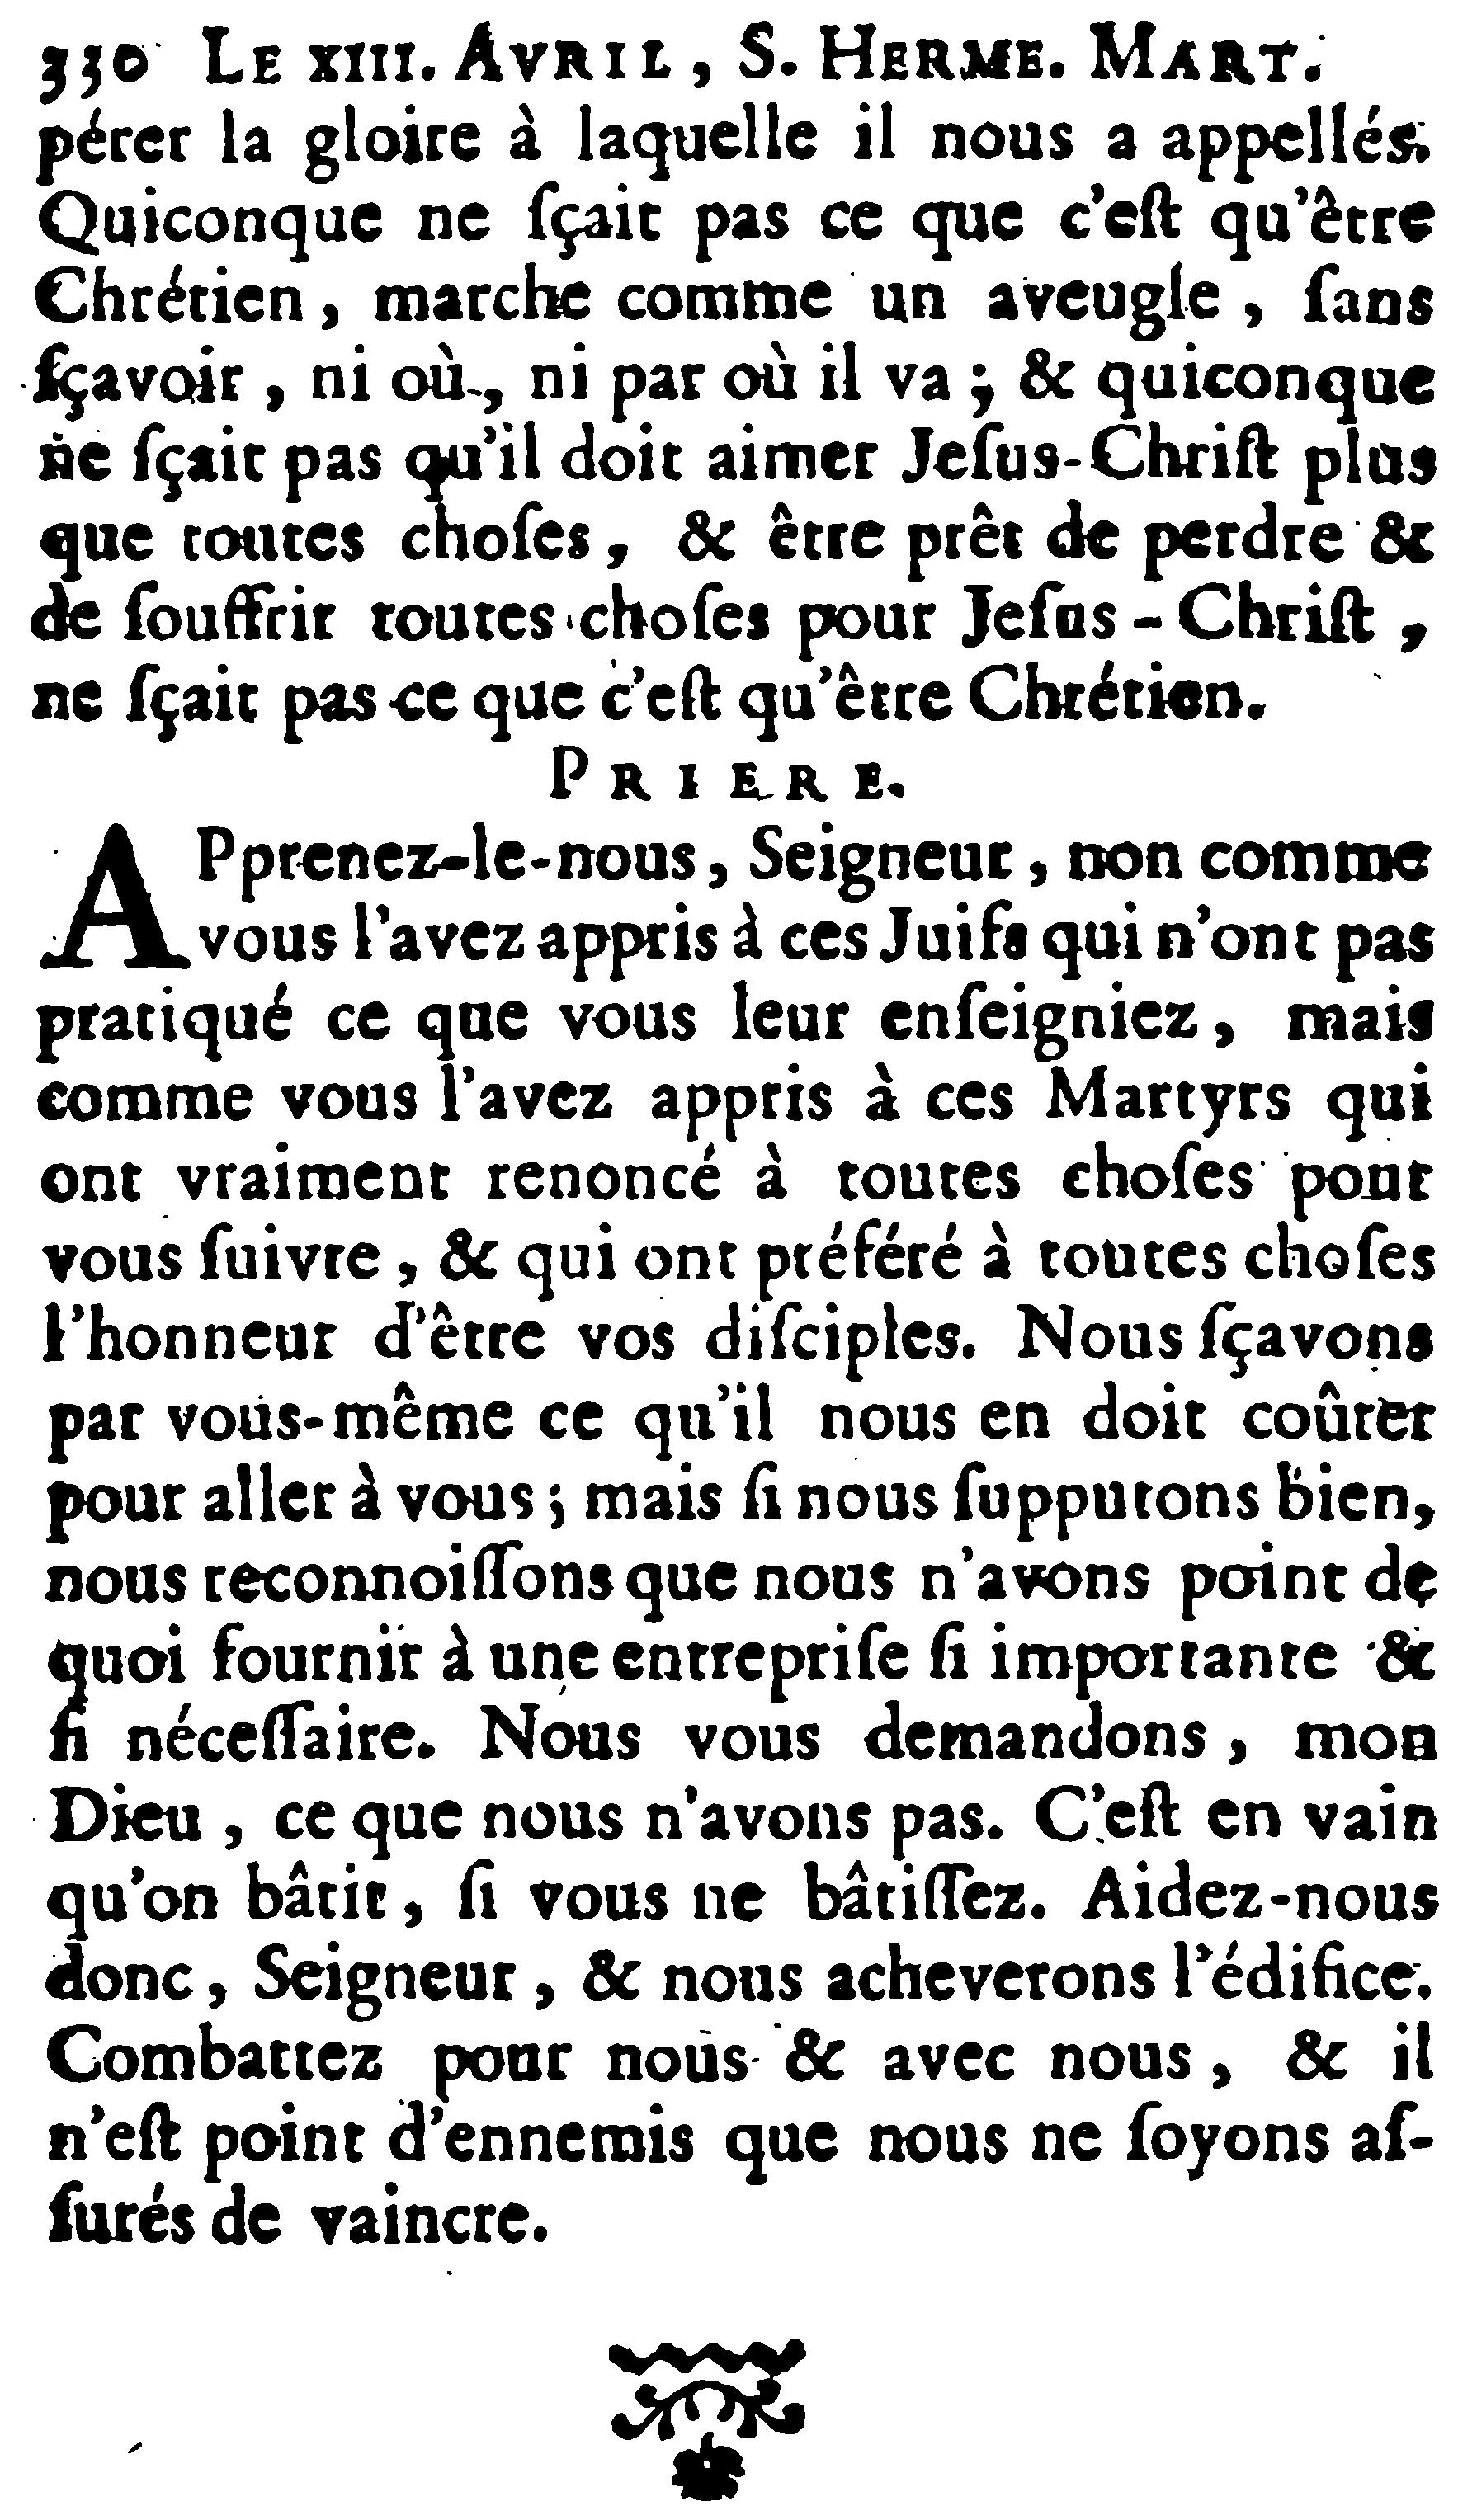 330 LE XIII. AVRIL, S. HERME. MART.
pérer la gloire à laquelle il nous a appellés.
Quiconque ne ſçait pas ce que c'eſt qu'être
Chrétien, marche comme un aveugle, ſans
ſçavoir, ni où, ni par où il va; & quiconque
ne ſçait pas qu'il doit aimer Jeſus-Chriſt plus
que toutes choſes, & être prêt de perdre &
de ſouffrir toutes choſes pour Jeſus-Chriſt,
ne ſçait pas ce que c'eſt qu'être Chrétien.
PRIERE.
APprenez-le-nous, Seigneur, non comme
vous l'avez appris à ces Juifs qui n'ont pas
pratiqué ce que vous leur enſeigniez, mais
comme vous l'avez appris à ces Martyrs qui
ont vraiment renoncé à toutes choſes pour
vous ſuivre, & qui ont préféré à toutes choſes
l'honneur d'être vos diſciples. Nous ſçavons
par vous-même ce qu'il nous en doit coûter
pour aller à vous; mais ſi nous ſupputons bien,
nous reconnoiſſons que nous n'avons point de
quoi fournir à une entrepriſe ſi importante &
ſi néceſſaire. Nous vous demandons, mon
Dieu, ce que nous n'avons pas. C'eſt en vain
qu'on bâtit, ſi vous ne bâtiſſez. Aidez-nous
donc, Seigneur, & nous acheverons l'édifice.
Combattez pour nous & avec nous, & il
n'eſt point d'ennemis que nous ne ſoyons aſ-
ſurés de vaincre.